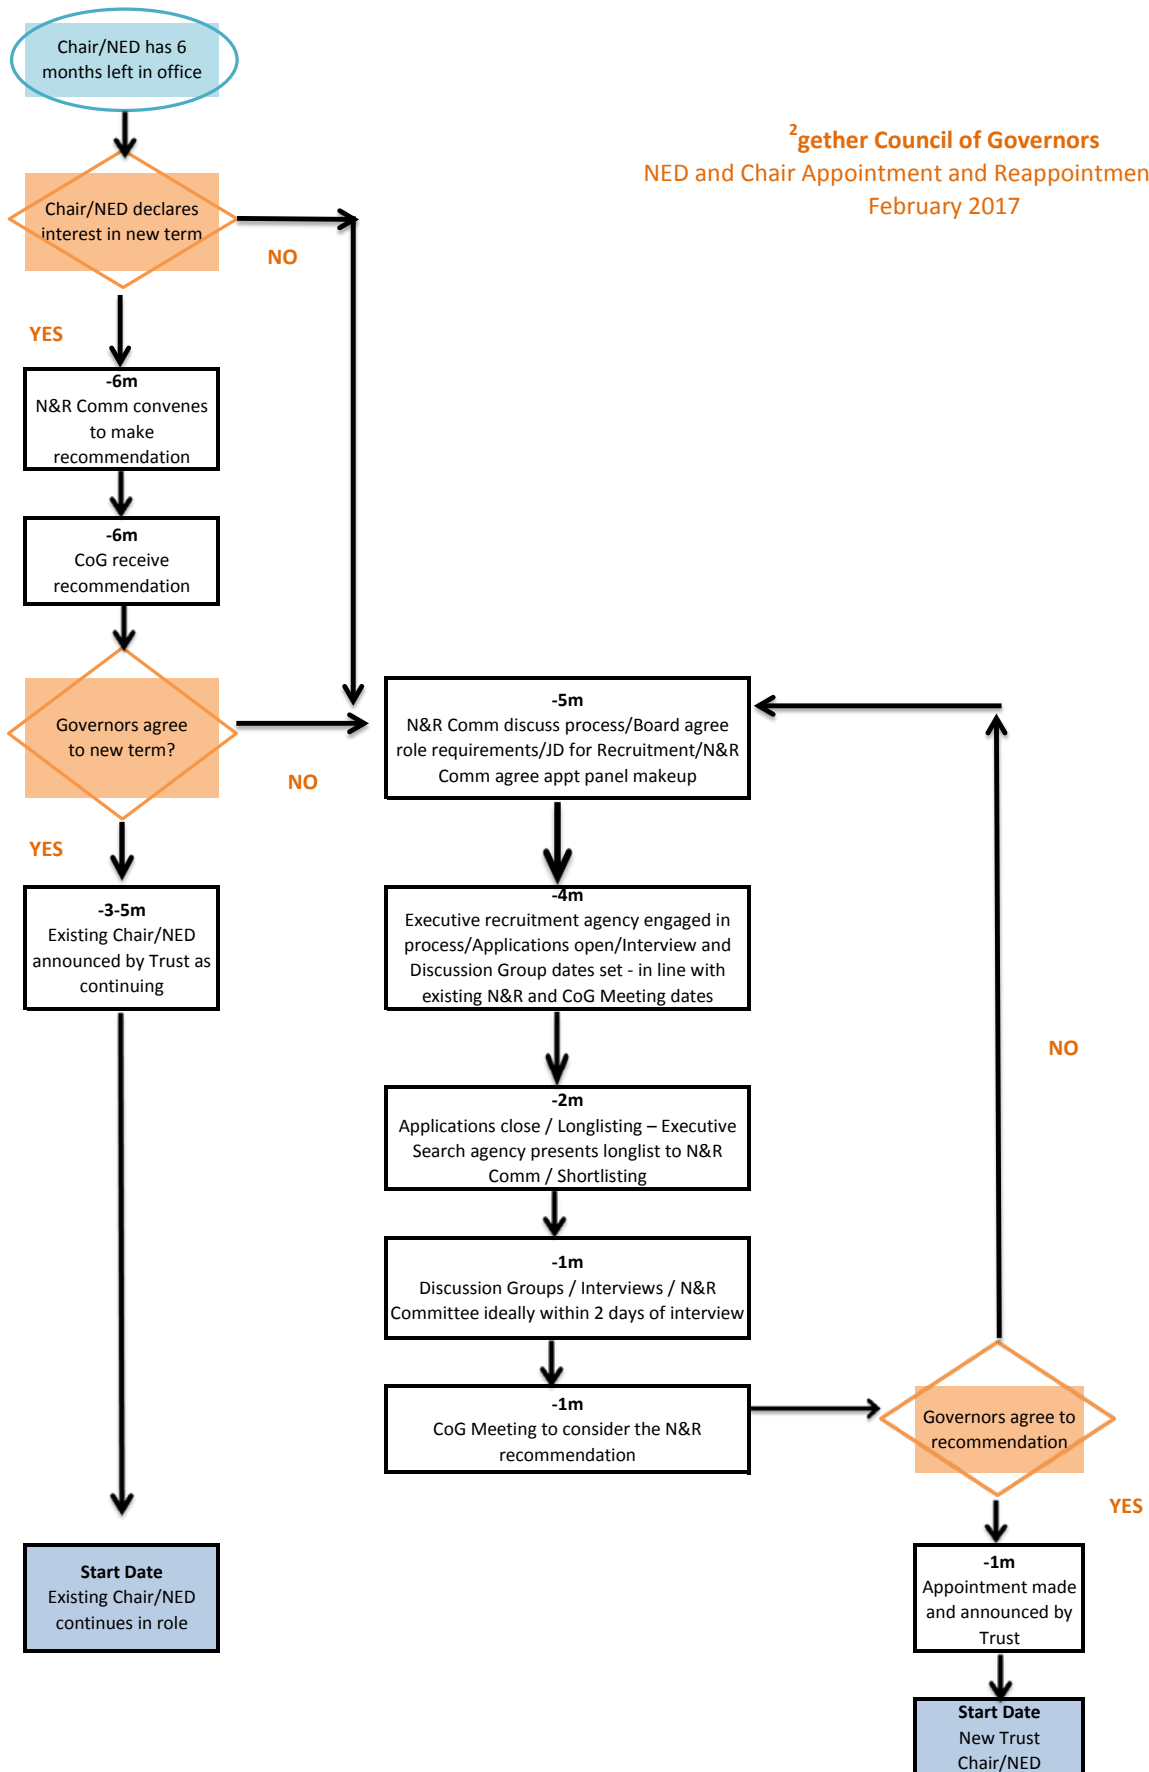 Chair/NED has 6
months left in office
²gether Council of Governors
NED and Chair Appointment and Reappointmen
February 2017
Chair/NED declares
interest in new term
NO
YES
-6m
N&R Comm convenes
to make
recommendation
-6m
CoG receive
recommendation
Governors agree
to new term?
NO
YES
-3-5m
Existing Chair/NED
announced by Trust as
continuing
Start Date
Existing Chair/NED
continues in role
-5m
N&R Comm discuss process/Board agree
role requirements/JD for Recruitment/N&R
Comm agree appt panel makeup
-4m
Executive recruitment agency engaged in
process/Applications open/Interview and
Discussion Group dates set - in line with
existing N&R and CoG Meeting dates
-2m
Applications close / Longlisting – Executive
Search agency presents longlist to N&R
Comm / Shortlisting
-1m
Discussion Groups / Interviews / N&R
Committee ideally within 2 days of interview
-1m
CoG Meeting to consider the N&R
recommendation
NO
Governors agree to
recommendation
YES
-1m
Appointment made
and announced by
Trust
Start Date
New Trust
Chair/NED